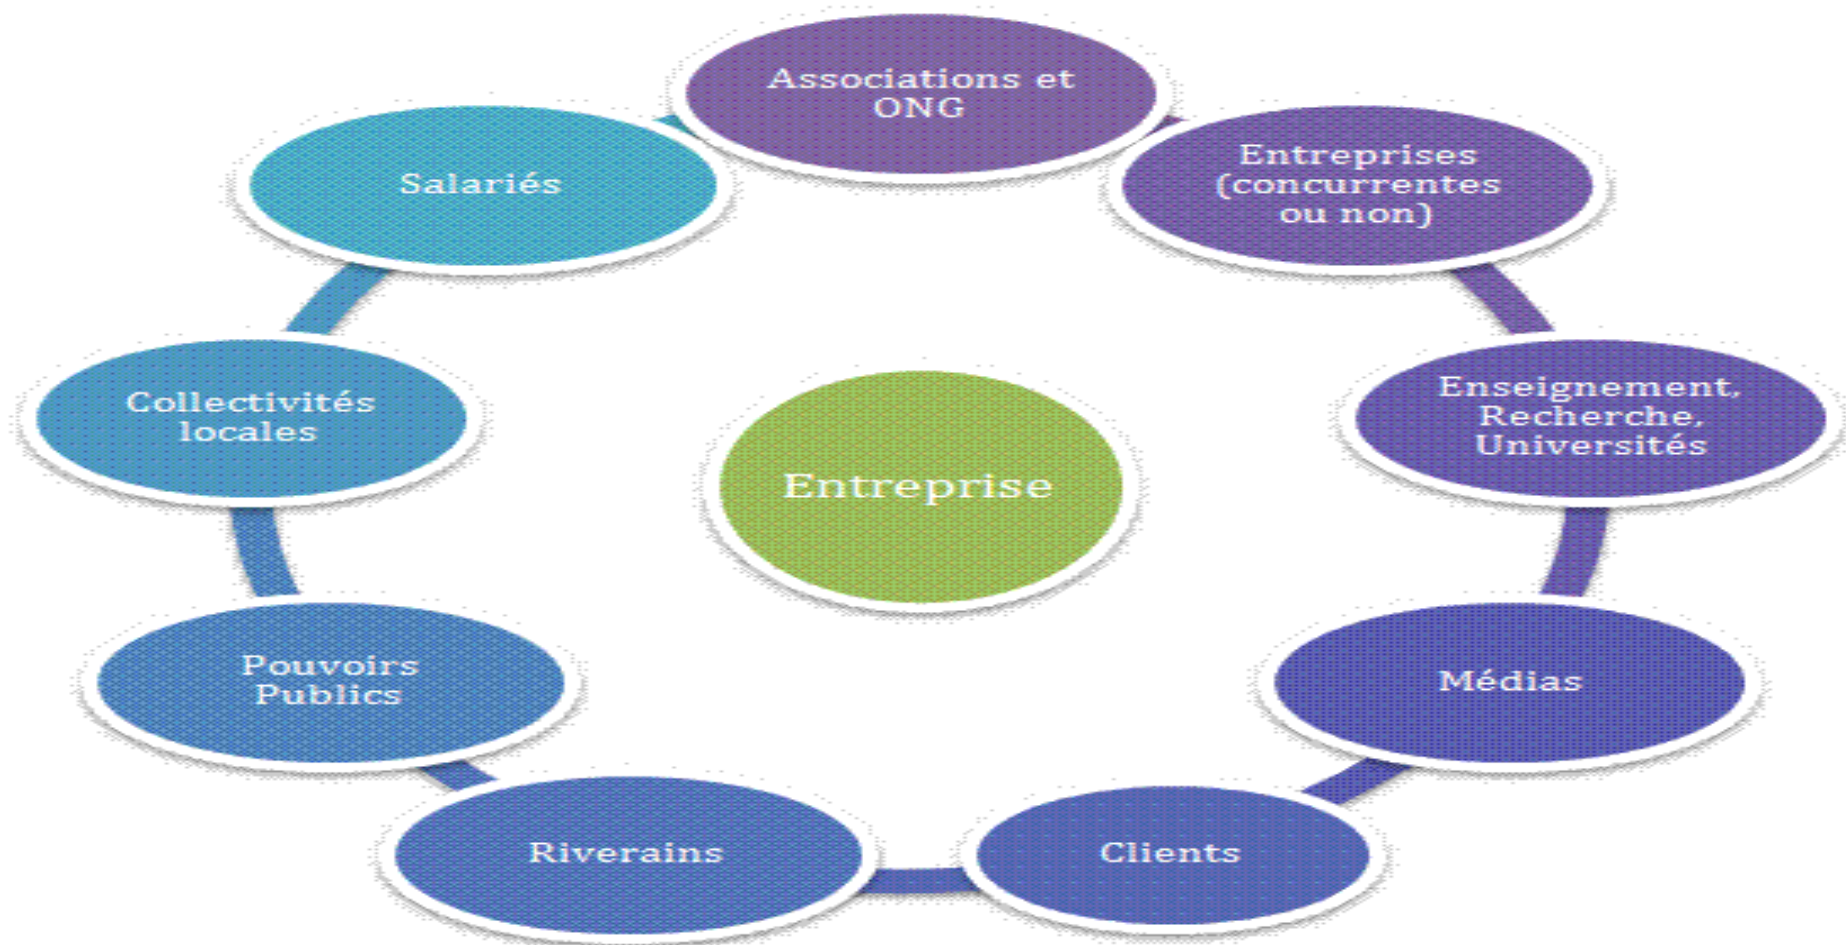 Associations et
ONG
Entreprises
(concurrentes
ou non)
Enseignement,
Recherche,
Universités
Médias
Clients
Riverains
Pouvoirs
Publics
Collectivités
locales
Salariés
Entreprise